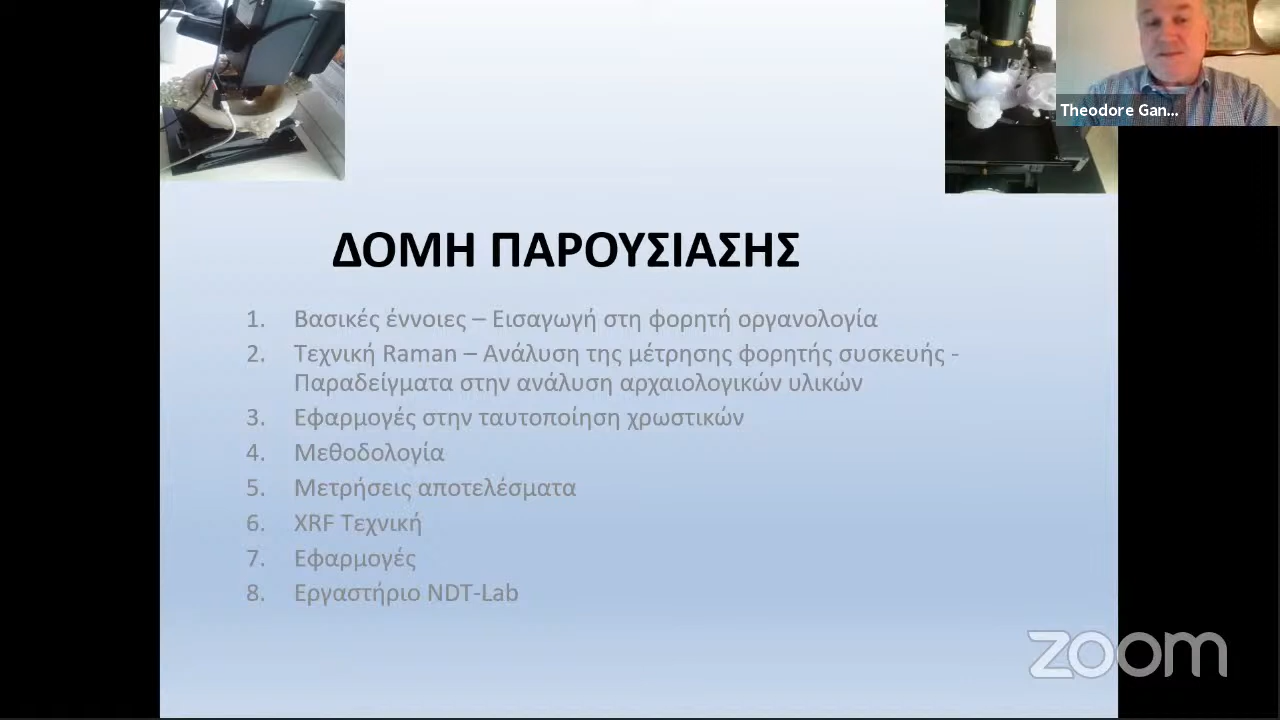 Theodore Gan...
ΔΟΜΗ ΠΑΡΟΥΣΙΑΣΗΣ
1. Βασικές έννοιες – Εισαγωγή στη φορητή οργανολογία
2. Τεχνική Raman – Ανάλυση της μέτρησης φορητής συσκευής -
Παραδείγματα στην ανάλυση αρχαιολογικών υλικών
3. Εφαρμογές στην ταυτοποίηση χρωστικών
4. Μεθοδολογία
5. Μετρήσεις αποτελέσματα
6. XRF Τεχνική
7. Εφαρμογές
8. Εργαστήριο NDT-Lab
zoom